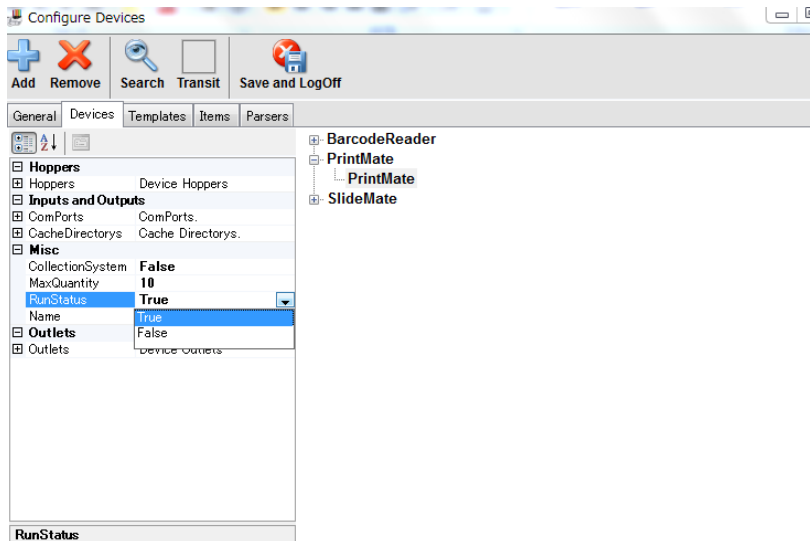 Configure Devices
Add Remove Search Transit Save and LogOff
General Devices Templates Items Parsers
BarcodeReader
PrintMate
PrintMate
SlideMate
Hoppers
Hoppers Device Hoppers
Inputs and Outputs
ComPorts ComPorts.
CacheDirectorys Cache Directorys.
Misc
CollectionSystem False
MaxQuantity 10
RunStatus True
Name True
Outlets False
Outlets Device Outlets
RunStatus